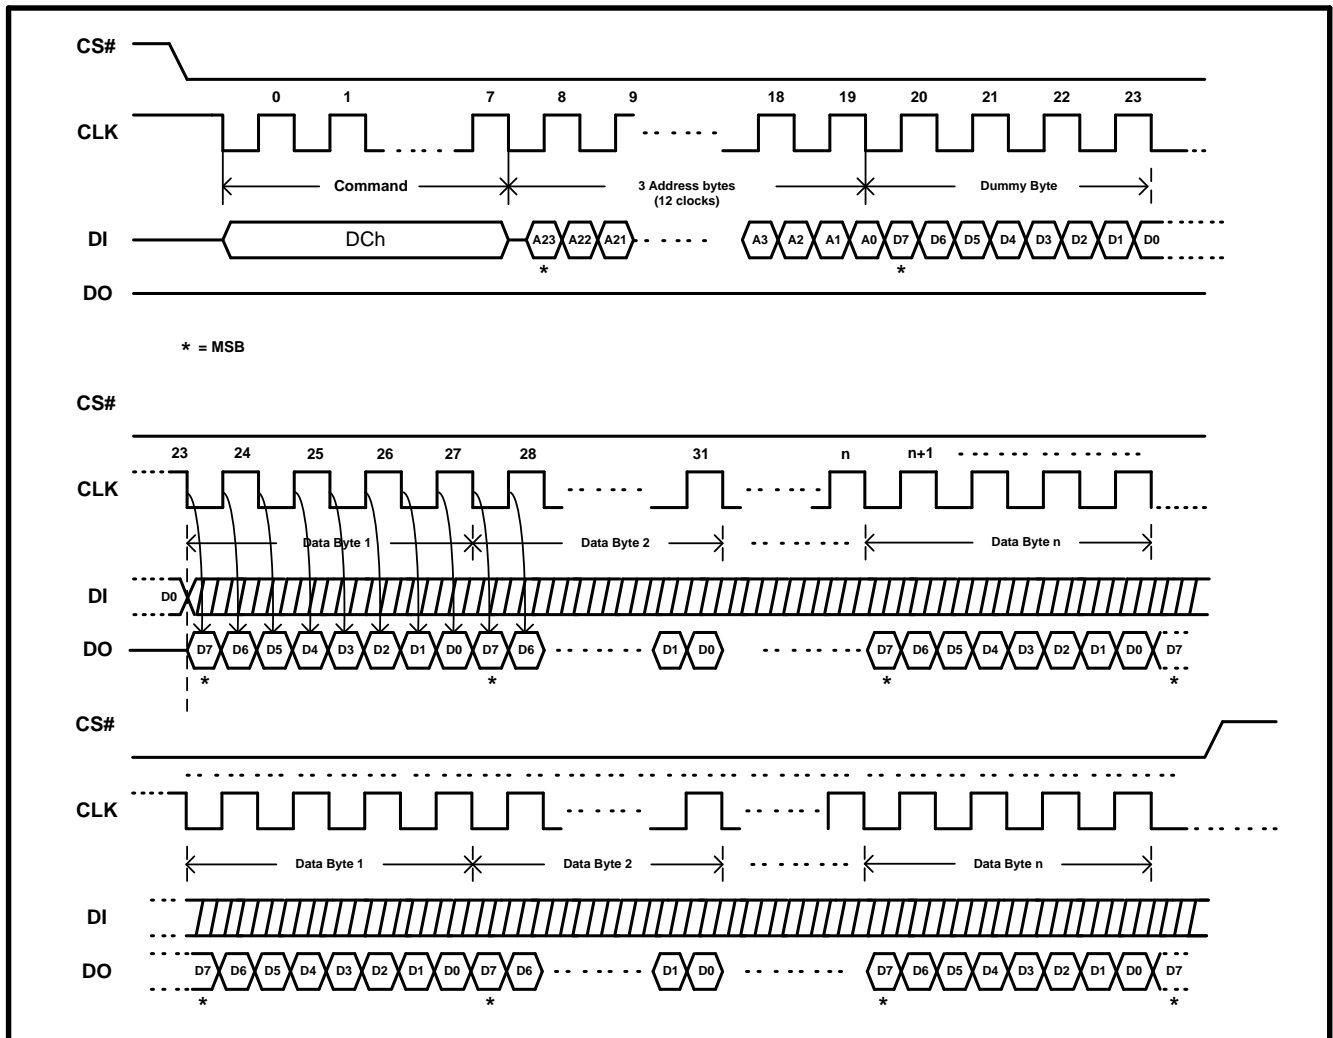 CS#
0 1 7 8 9 18 19 20 21 22 23
CLK
Command 3 Address bytes (12 clocks) Dummy Byte
DI DCh A23 A22 A21 A3 A2 A1 A0 D7 D6 D5 D4 D3 D2 D1 D0
* *
DO
* = MSB
CS#
23 24 25 26 27 28 31 n n+1
CLK
Data Byte 1 Data Byte 2 Data Byte n
DI D0
DO D7 D6 D5 D4 D3 D2 D1 D0 D7 D6 D1 D0 D7 D6 D5 D4 D3 D2 D1 D0 D7
* * * *
CS#
CLK
Data Byte 1 Data Byte 2 Data Byte n
DI
DO D7 D6 D5 D4 D3 D2 D1 D0 D7 D6 D1 D0 D7 D6 D5 D4 D3 D2 D1 D0 D7
* * * *